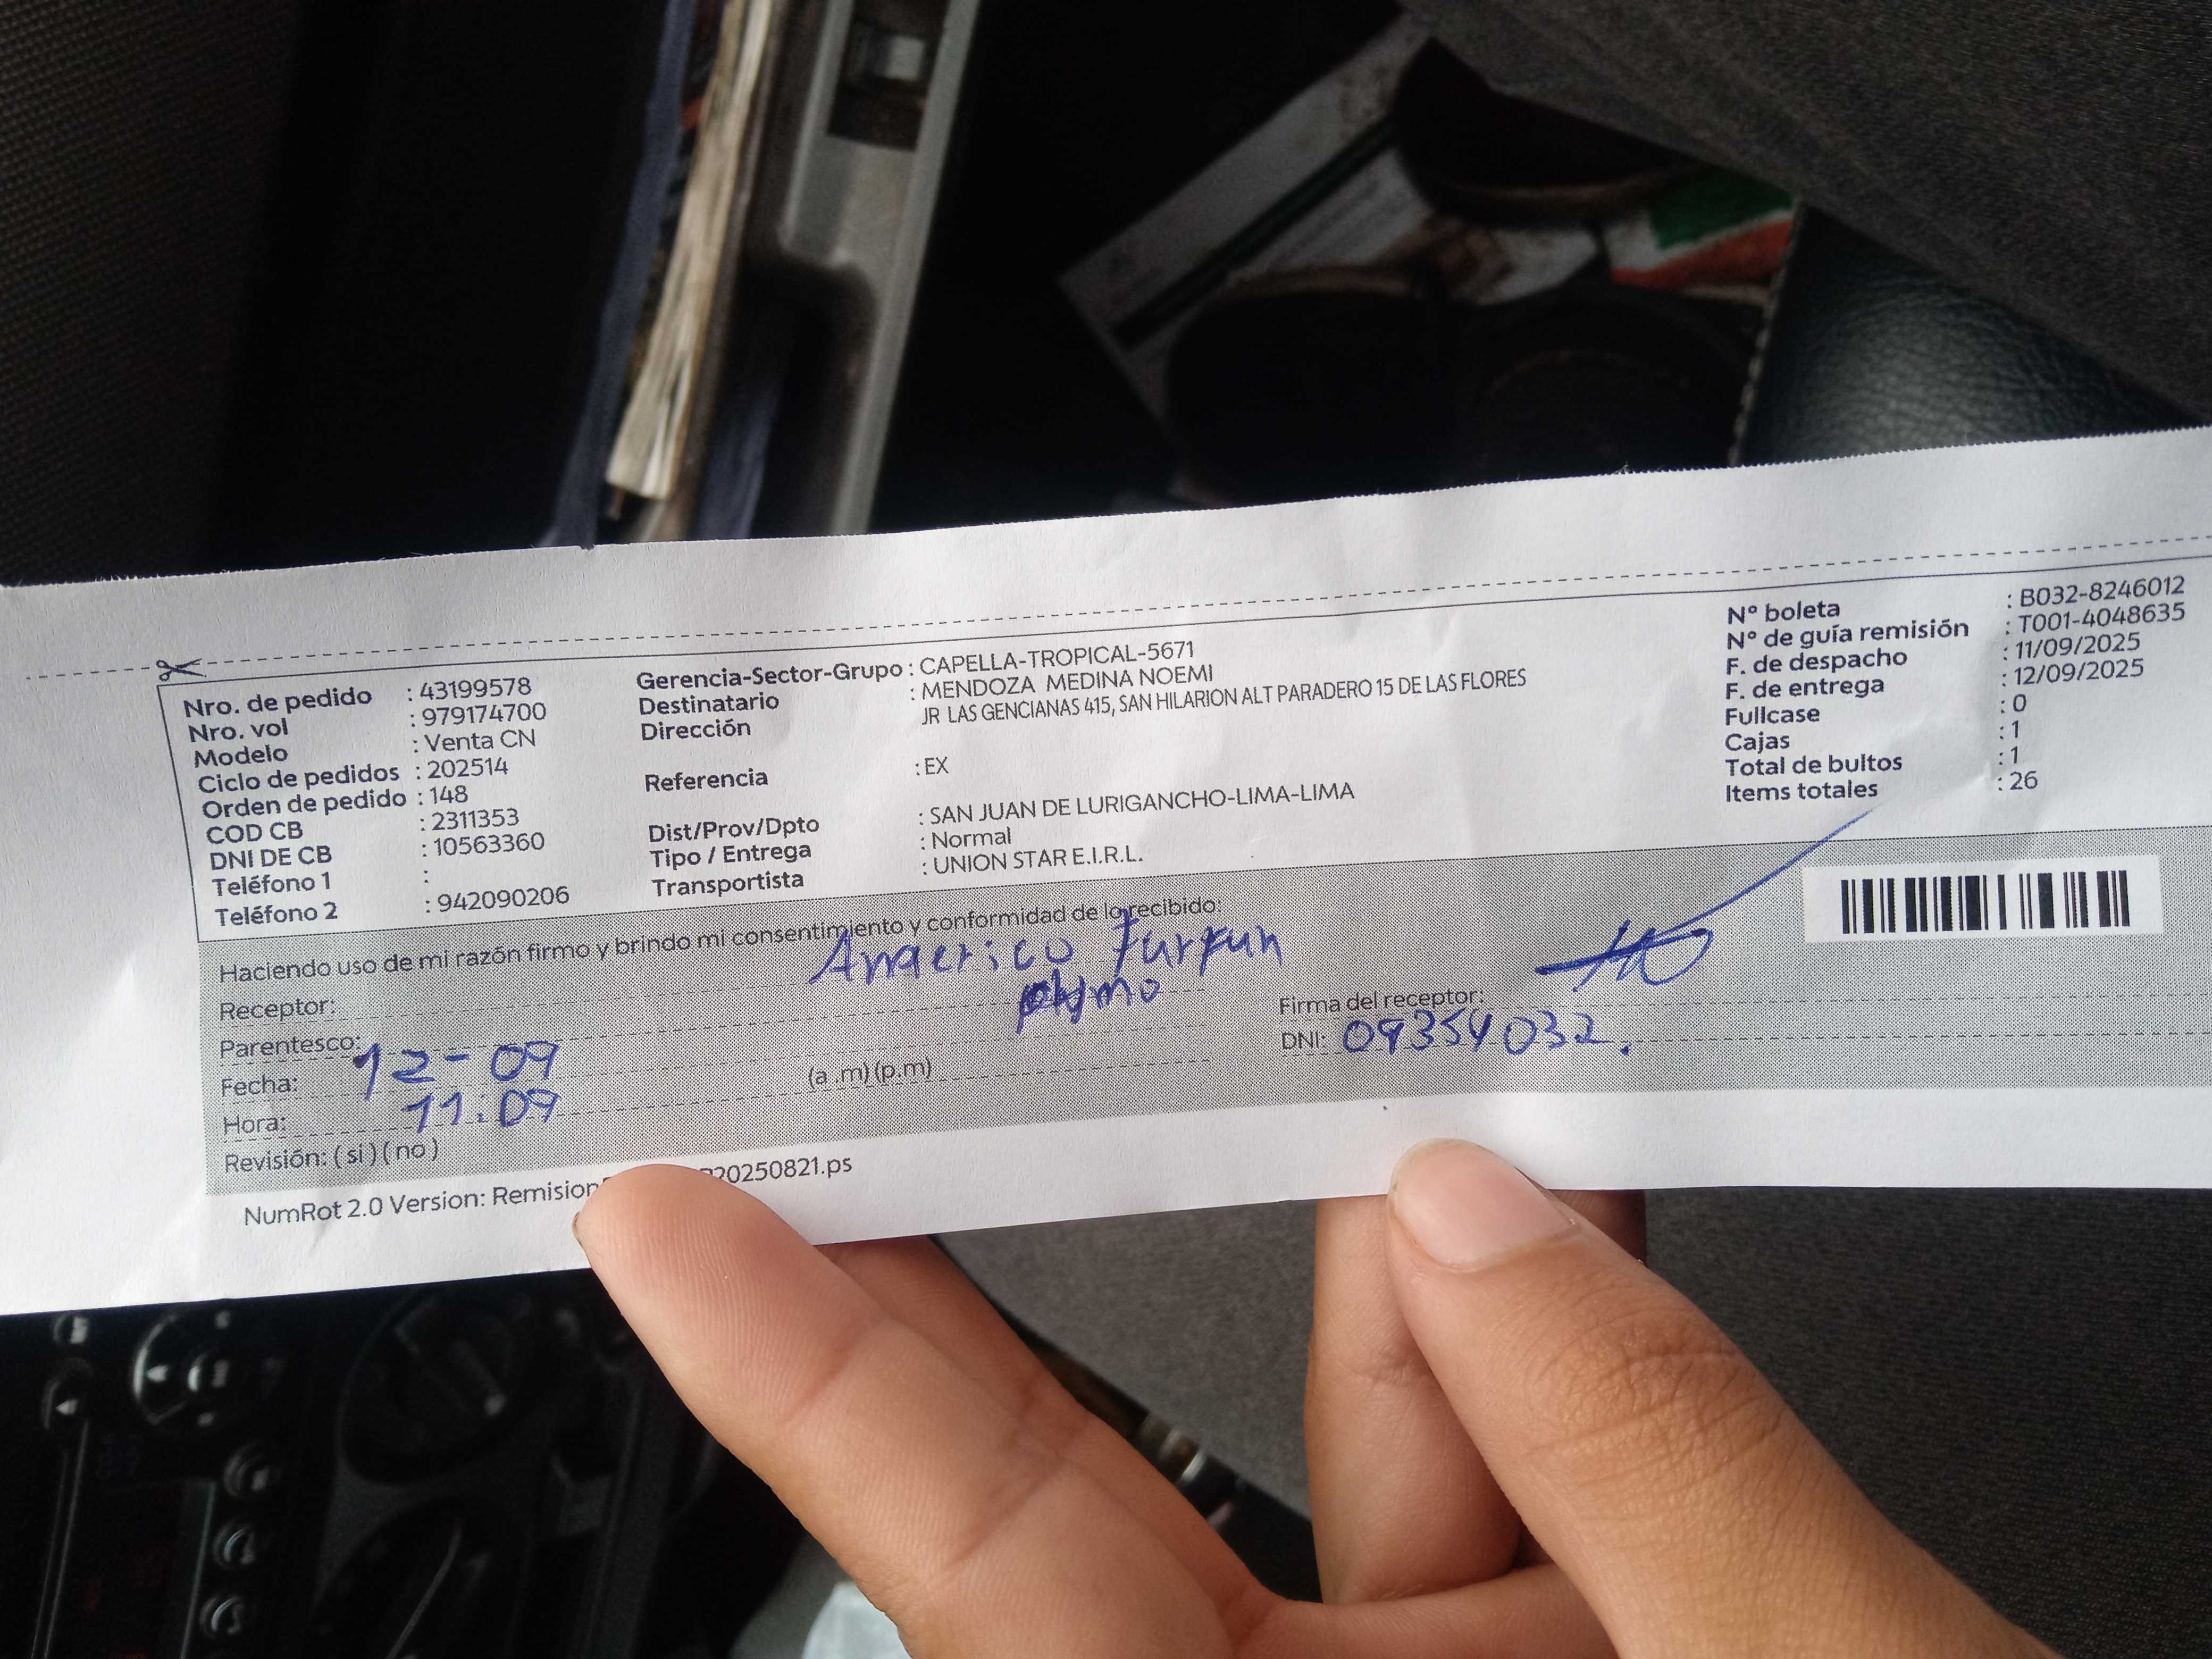 Nro. de pedido : 43199578
Nro. vol : 979174700
Modelo : Venta CN
Ciclo de pedidos : 202514
Orden de pedido : 148
COD CB : 2311353
DNI DE CB : 10563360
Teléfono 1 :
Teléfono 2 : 942090206
Gerencia-Sector-Grupo : CAPELLA-TROPICAL-5671
Destinatario : MENDOZA MEDINA NOEMI
Dirección JR LAS GENCIANAS 415, SAN HILARION ALT PARADERO 15 DE LAS FLORES
Referencia : EX
Dist/Prov/Dpto : SAN JUAN DE LURIGANCHO-LIMA-LIMA
Tipo / Entrega : Normal
Transportista : UNION STAR E.I.R.L.
N° boleta : B032-8246012
N° de guía remisión : T001-4048635
F. de despacho : 11/09/2025
F. de entrega : 12/09/2025
Fullcase : 0
Cajas : 1
Total de bultos : 1
Items totales : 26
Haciendo uso de mi razón firmo y brindo mi consentimiento y conformidad de lo recibido:
Receptor:
Parentesco:
Fecha: 12-09
Hora: 11:09 (a .m) (p.m)
Revisión: ( si ) ( no )
Firma del receptor:
DNI: 09354032.
NumRot 2.0 Version: Remision 20250821.ps